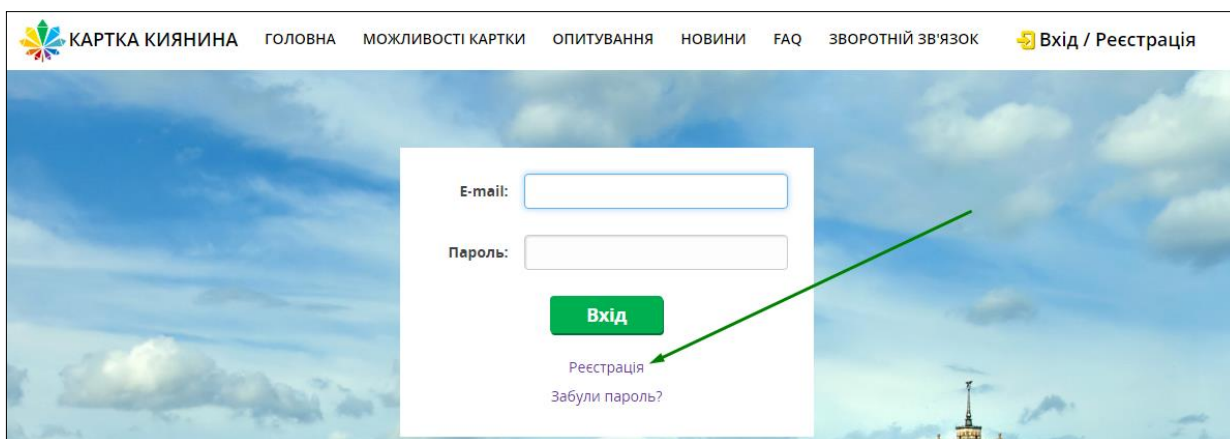 КАРТКА КИЯНИНА ГОЛОВНА МОЖЛИВОСТІ КАРТКИ ОПИТУВАННЯ НОВИНИ FAQ ЗВОРОТНІЙ ЗВ'ЯЗОК Вхід / Реєстрація
E-mail:
Пароль:
Вхід
Реєстрація
Забули пароль?